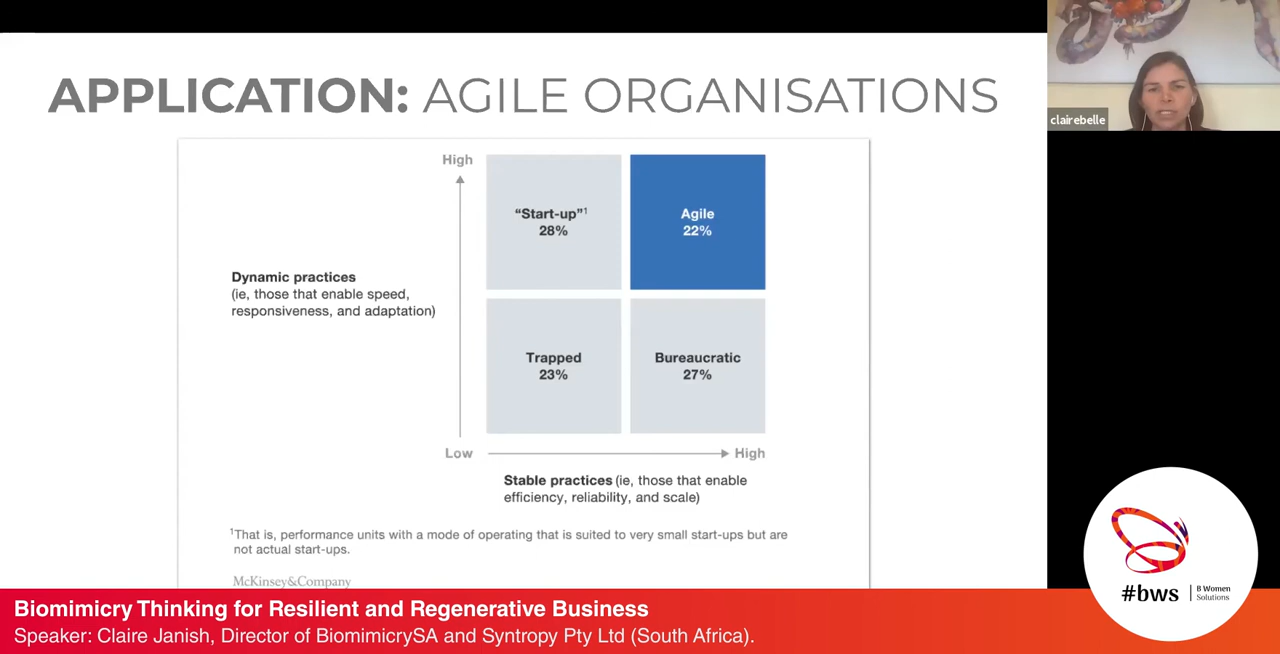 APPLICATION: AGILE ORGANISATIONS
clairebelle
High
"Start-up"¹
28%
Agile
22%
Dynamic practices
(ie, those that enable speed,
responsiveness, and adaptation)
Trapped
23%
Bureaucratic
27%
Low
High
Stable practices (ie, those that enable
efficiency, reliability, and scale)
¹That is, performance units with a mode of operating that is suited to very small start-ups but are
not actual start-ups.
McKinsey&Company
#bws
B Women
Solutions
Biomimicry Thinking for Resilient and Regenerative Business
Speaker: Claire Janish, Director of BiomimicrySA and Syntropy Pty Ltd (South Africa).